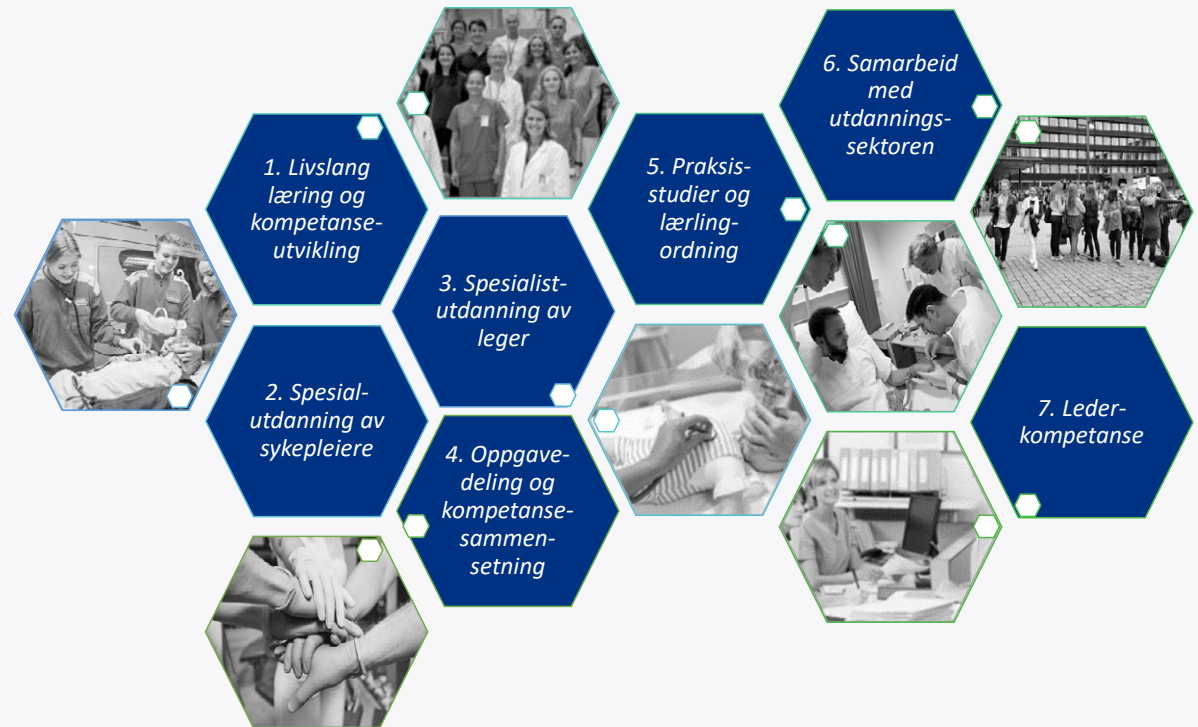 1. Livslang
læring og
kompetanse-
utvikling
2. Spesial-
utdanning av
sykepleiere
3. Spesialist-
utdanning av
leger
4. Oppgave-
deling og
kompetanse-
sammen-
setning
5. Praksis-
studier og
lærling-
ordning
6. Samarbeid
med
utdannings-
sektoren
7. Leder-
kompetanse